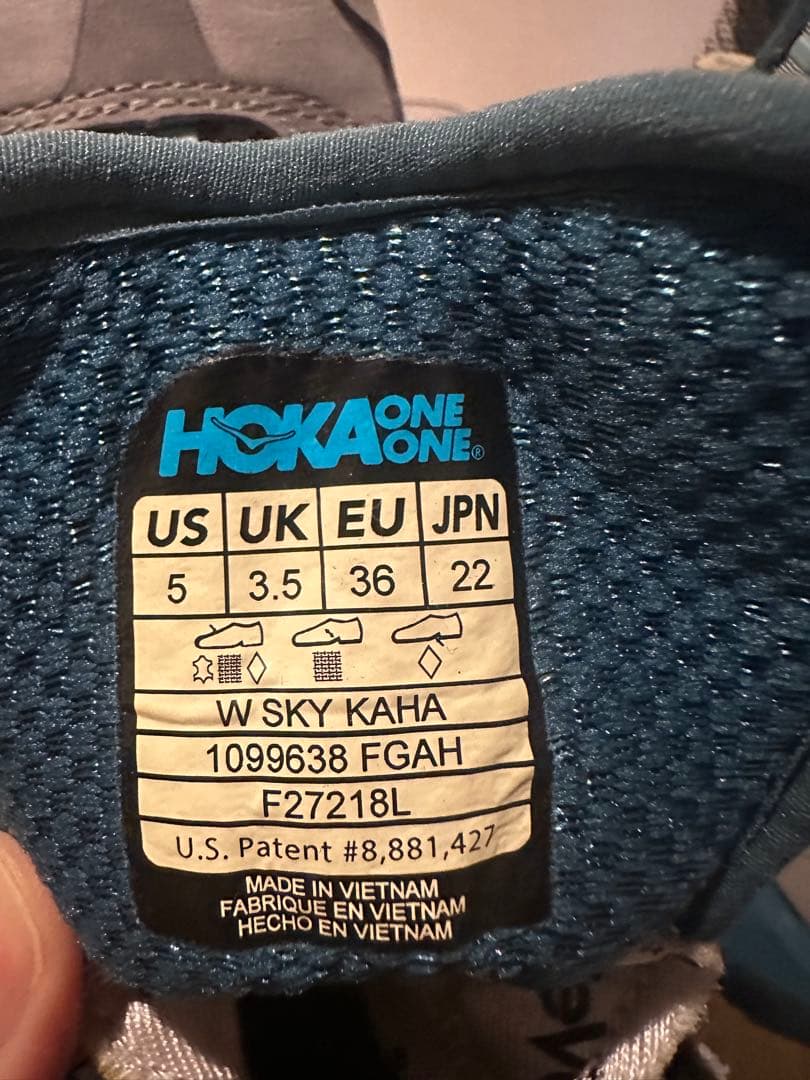 HOKA ONE ONE®
US UK EU JPN
5 3.5 36 22
W SKY KAHA
1099638 FGAH
F27218L
U.S. Patent #8,881,427
MADE IN VIETNAM
FABRIQUE EN VIETNAM
HECHO EN VIETNAM